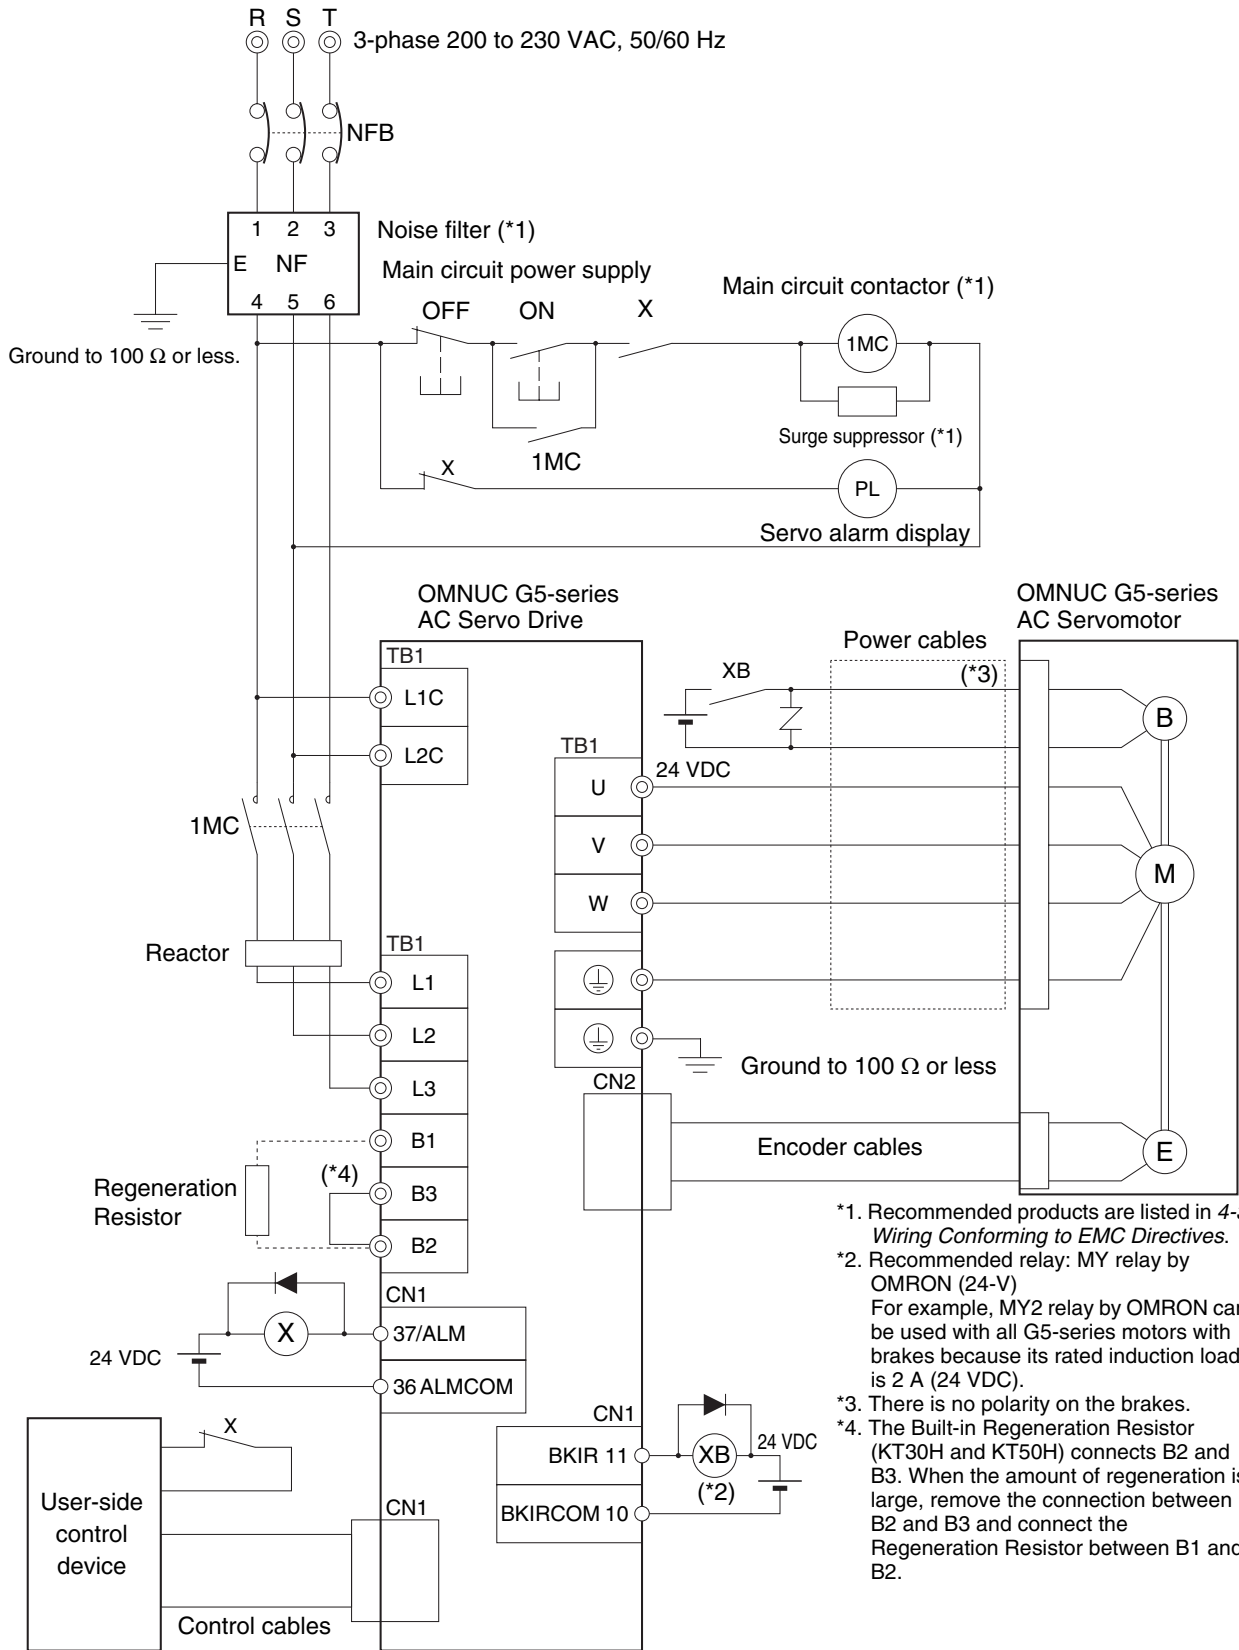 R S T
3-phase 200 to 230 VAC, 50/60 Hz
NFB
1 2 3
Noise filter (*1)
E NF
Main circuit power supply
4 5 6
Main circuit contactor (*1)
OFF ON X
1MC
Ground to 100 Ω or less.
Surge suppressor (*1)
1MC
X
PL
Servo alarm display
OMNUC G5-series
AC Servo Drive
OMNUC G5-series
AC Servomotor
TB1
L1C
L2C
Power cables
(*3)
XB
B
24 VDC
TB1
U
V
W
M
1MC
Reactor
TB1
L1
L2
L3
B1
B3
B2
Ground to 100 Ω or less
CN2
Encoder cables
E
(*4)
Regeneration
Resistor
CN1
X
37/ALM
24 VDC
36 ALMCOM
CN1
BKIR 11
XB
24 VDC
(*2)
BKIRCOM 10
X
User-side
control
device
CN1
Control cables
*1. Recommended products are listed in 4-
Wiring Conforming to EMC Directives.
*2. Recommended relay: MY relay by
OMRON (24-V)
For example, MY2 relay by OMRON can
be used with all G5-series motors with
brakes because its rated induction load
is 2 A (24 VDC).
*3. There is no polarity on the brakes.
*4. The Built-in Regeneration Resistor
(KT30H and KT50H) connects B2 and
B3. When the amount of regeneration is
large, remove the connection between
B2 and B3 and connect the
Regeneration Resistor between B1 and
B2.